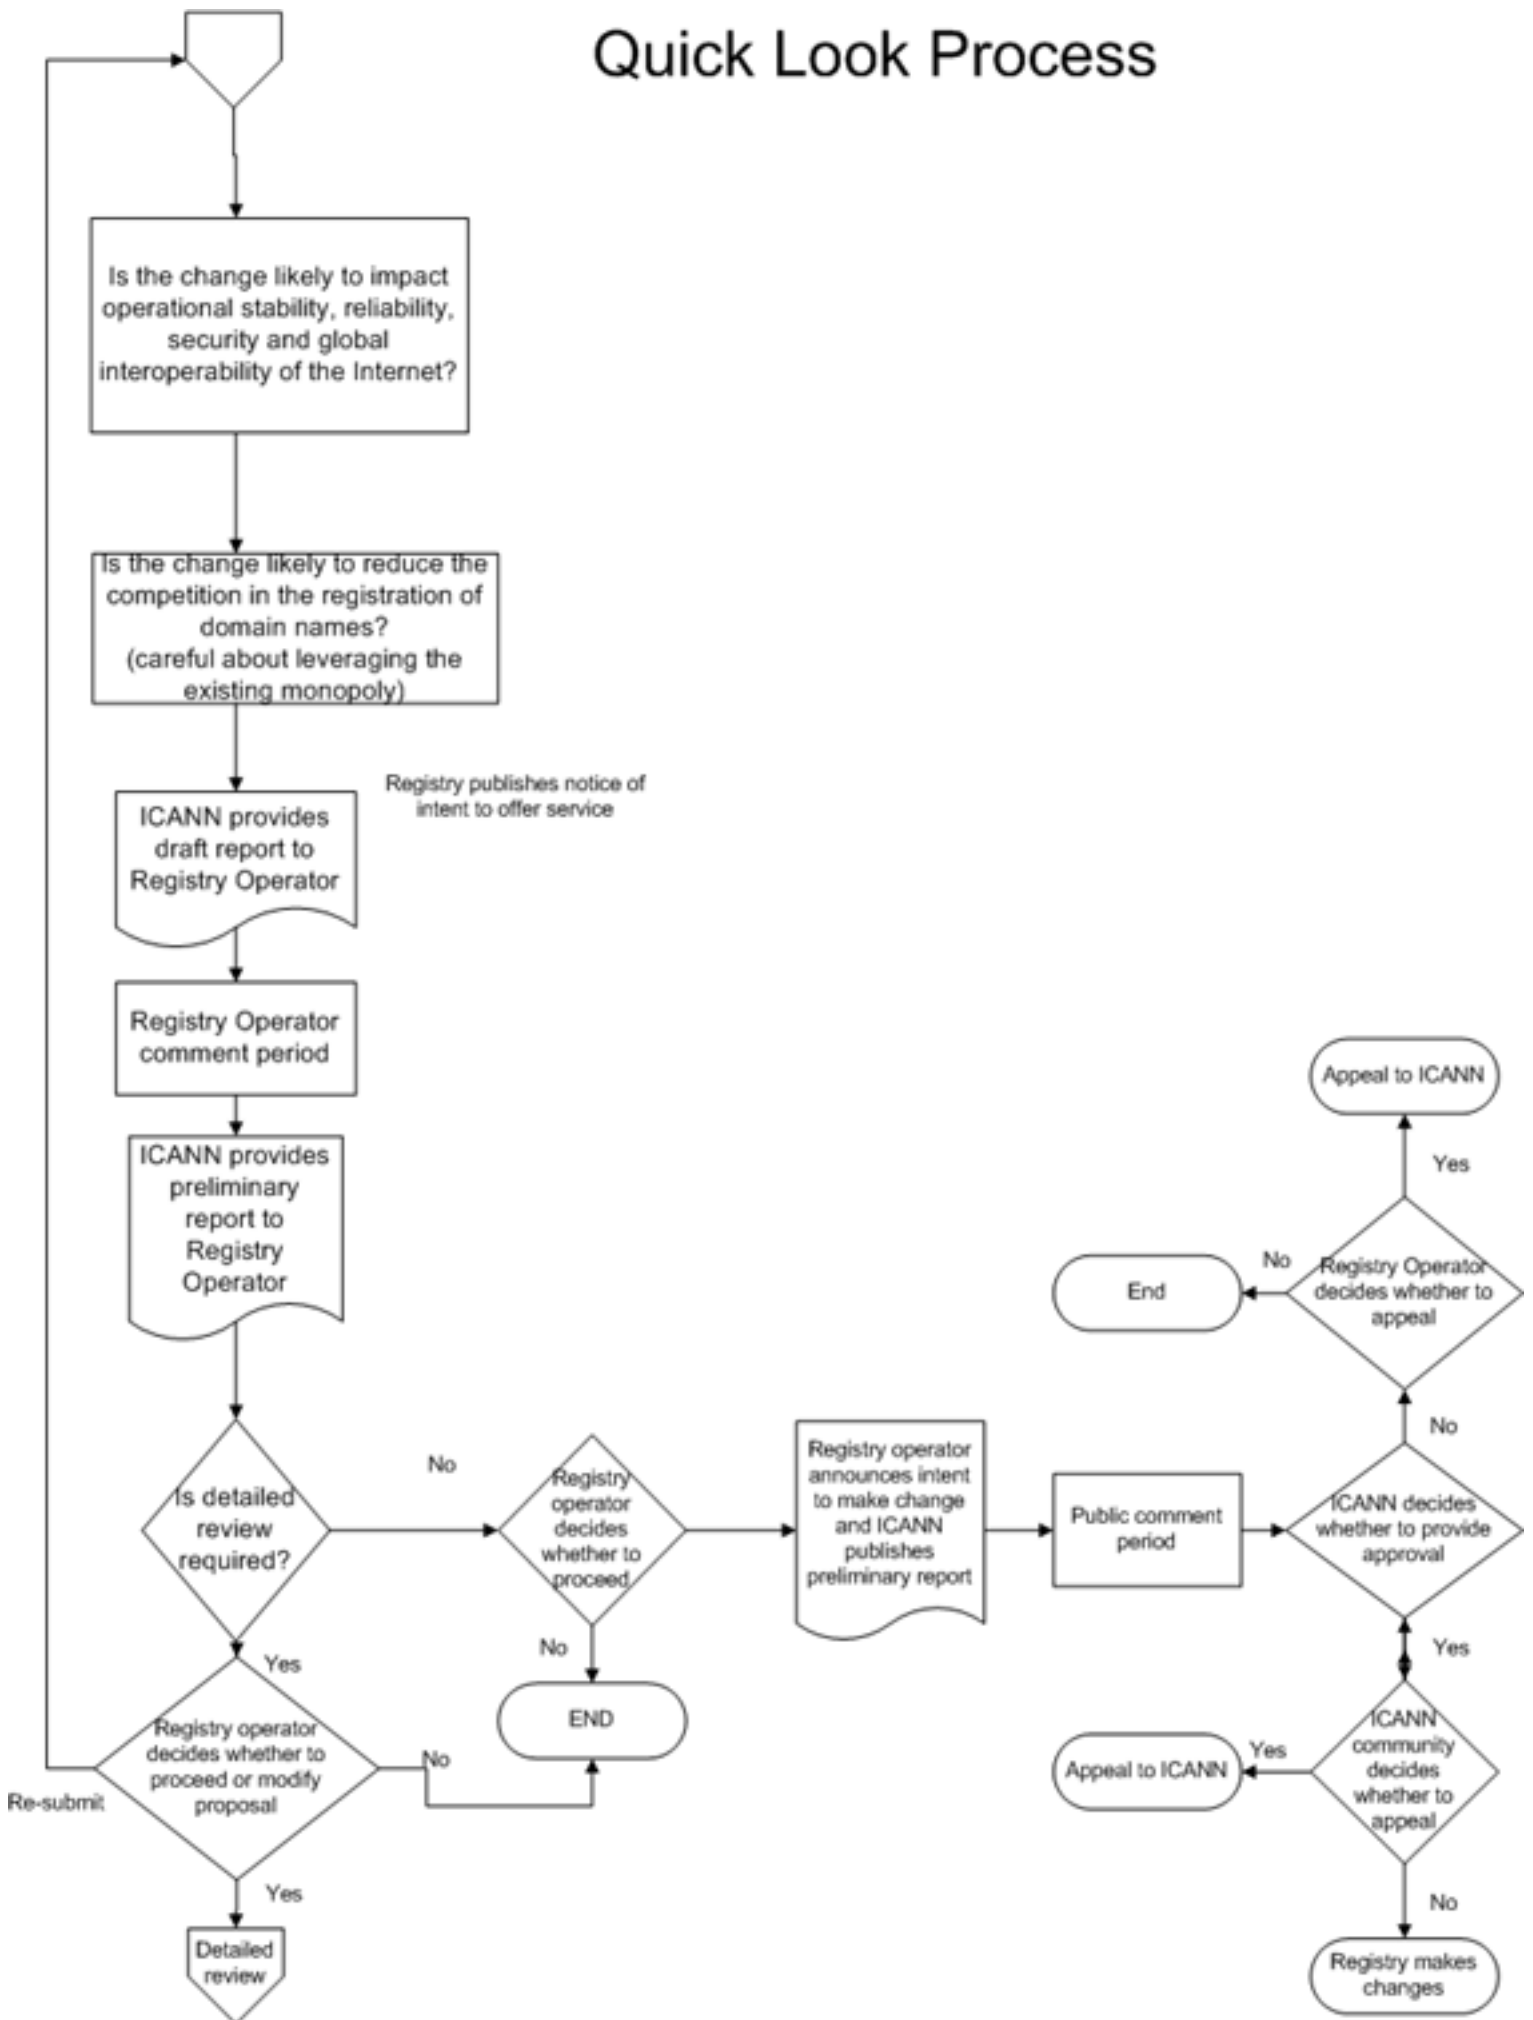 Quick Look Process
Is the change likely to impact
operational stability, reliability,
security and global
interoperability of the Internet?
Is the change likely to reduce the
competition in the registration of
domain names?
(careful about leveraging the
existing monopoly)
Registry publishes notice of
intent to offer service
ICANN provides
draft report to
Registry Operator
Registry Operator
comment period
ICANN provides
preliminary
report to
Registry
Operator
Is detailed
review
required?
No
Yes
Registry operator
decides whether to
proceed or modify
proposal
Re-submit
No
Yes
Detailed
review
Registry
operator
decides
whether to
proceed
No
END
Registry operator
announces intent
to make change
and ICANN
publishes
preliminary report
Public comment
period
ICANN decides
whether to provide
approval
No
Registry Operator
decides whether to
appeal
No
End
Yes
Appeal to ICANN
Yes
ICANN
community
decides
whether to
appeal
Yes
Appeal to ICANN
No
Registry makes
changes